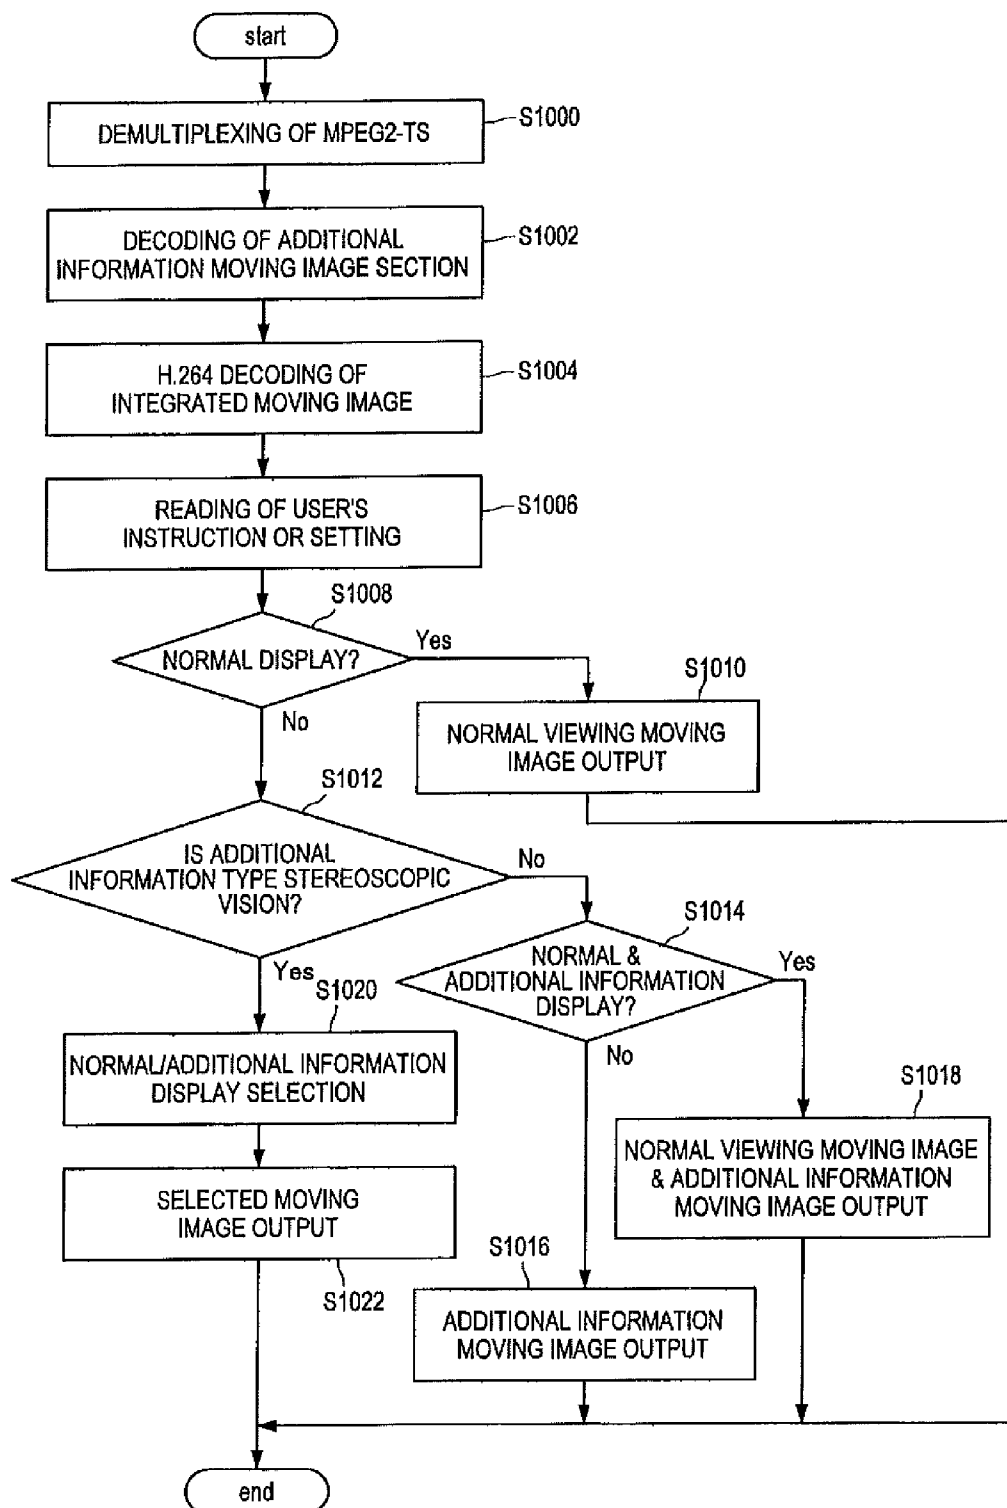 start
DEMULTIPLEXING OF MPEG2-TS
S1000
DECODING OF ADDITIONAL
INFORMATION MOVING IMAGE SECTION
S1002
H.264 DECODING OF
INTEGRATED MOVING IMAGE
S1004
READING OF USER'S
INSTRUCTION OR SETTING
S1006
S1008
NORMAL DISPLAY?
Yes
No
S1010
NORMAL VIEWING MOVING
IMAGE OUTPUT
S1012
IS ADDITIONAL
INFORMATION TYPE STEREOSCOPIC
VISION?
No
Yes
S1014
NORMAL &
ADDITIONAL INFORMATION
DISPLAY?
Yes
No
S1020
NORMAL/ADDITIONAL INFORMATION
DISPLAY SELECTION
S1018
NORMAL VIEWING MOVING IMAGE
& ADDITIONAL INFORMATION
MOVING IMAGE OUTPUT
SELECTED MOVING
IMAGE OUTPUT
S1022
S1016
ADDITIONAL INFORMATION
MOVING IMAGE OUTPUT
end